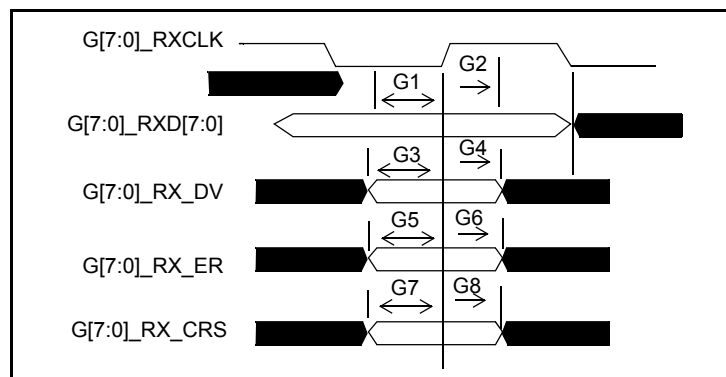 G[7:0]_RXCLK
G1 G2
G[7:0]_RXD[7:0]
G3 G4
G[7:0]_RX_DV
G5 G6
G[7:0]_RX_ER
G7 G8
G[7:0]_RX_CRS